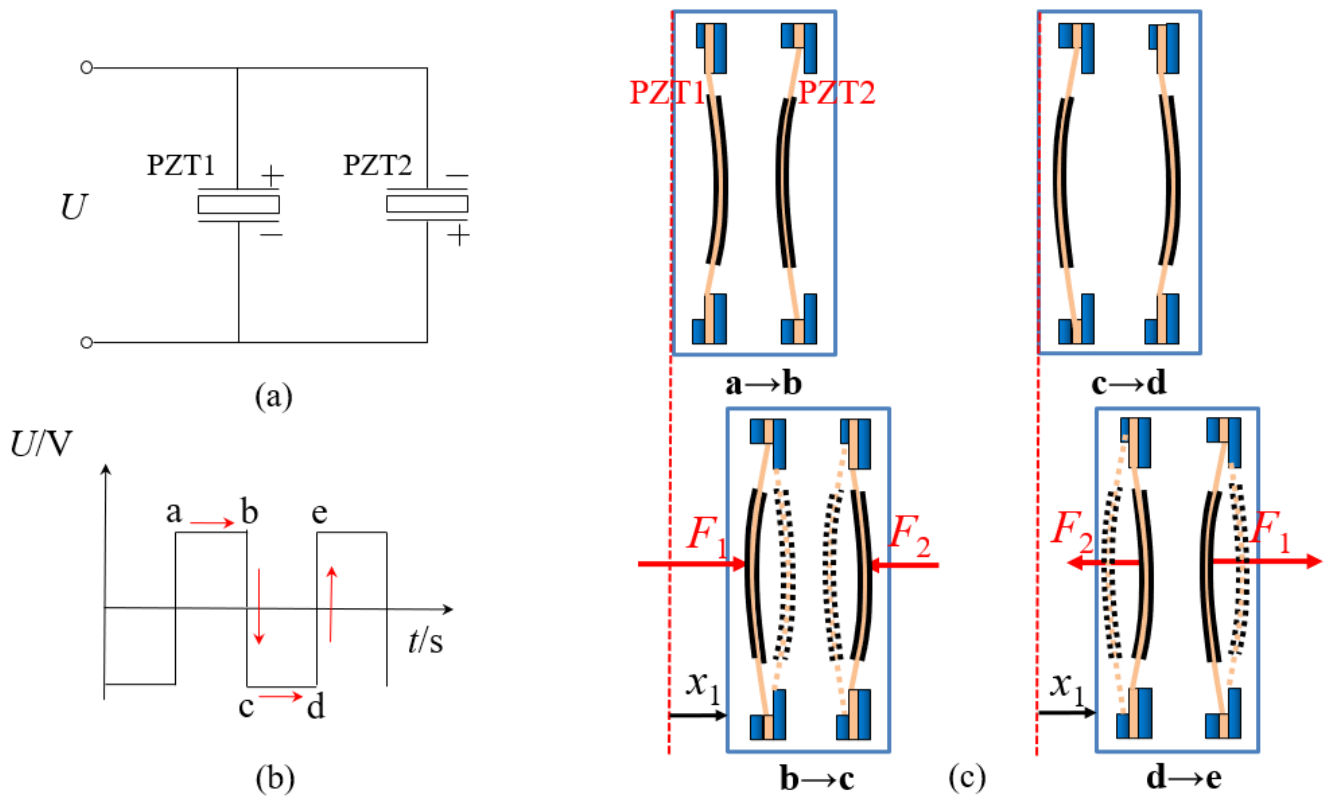 PZT1
+
−
PZT2
−
+
U
(a)
U/V
a
b
e
c
d
t/s
(b)
PZT1
PZT2
a→b
c→d
F1
F2
x1
b→c
F2
F1
x1
d→e
(c)